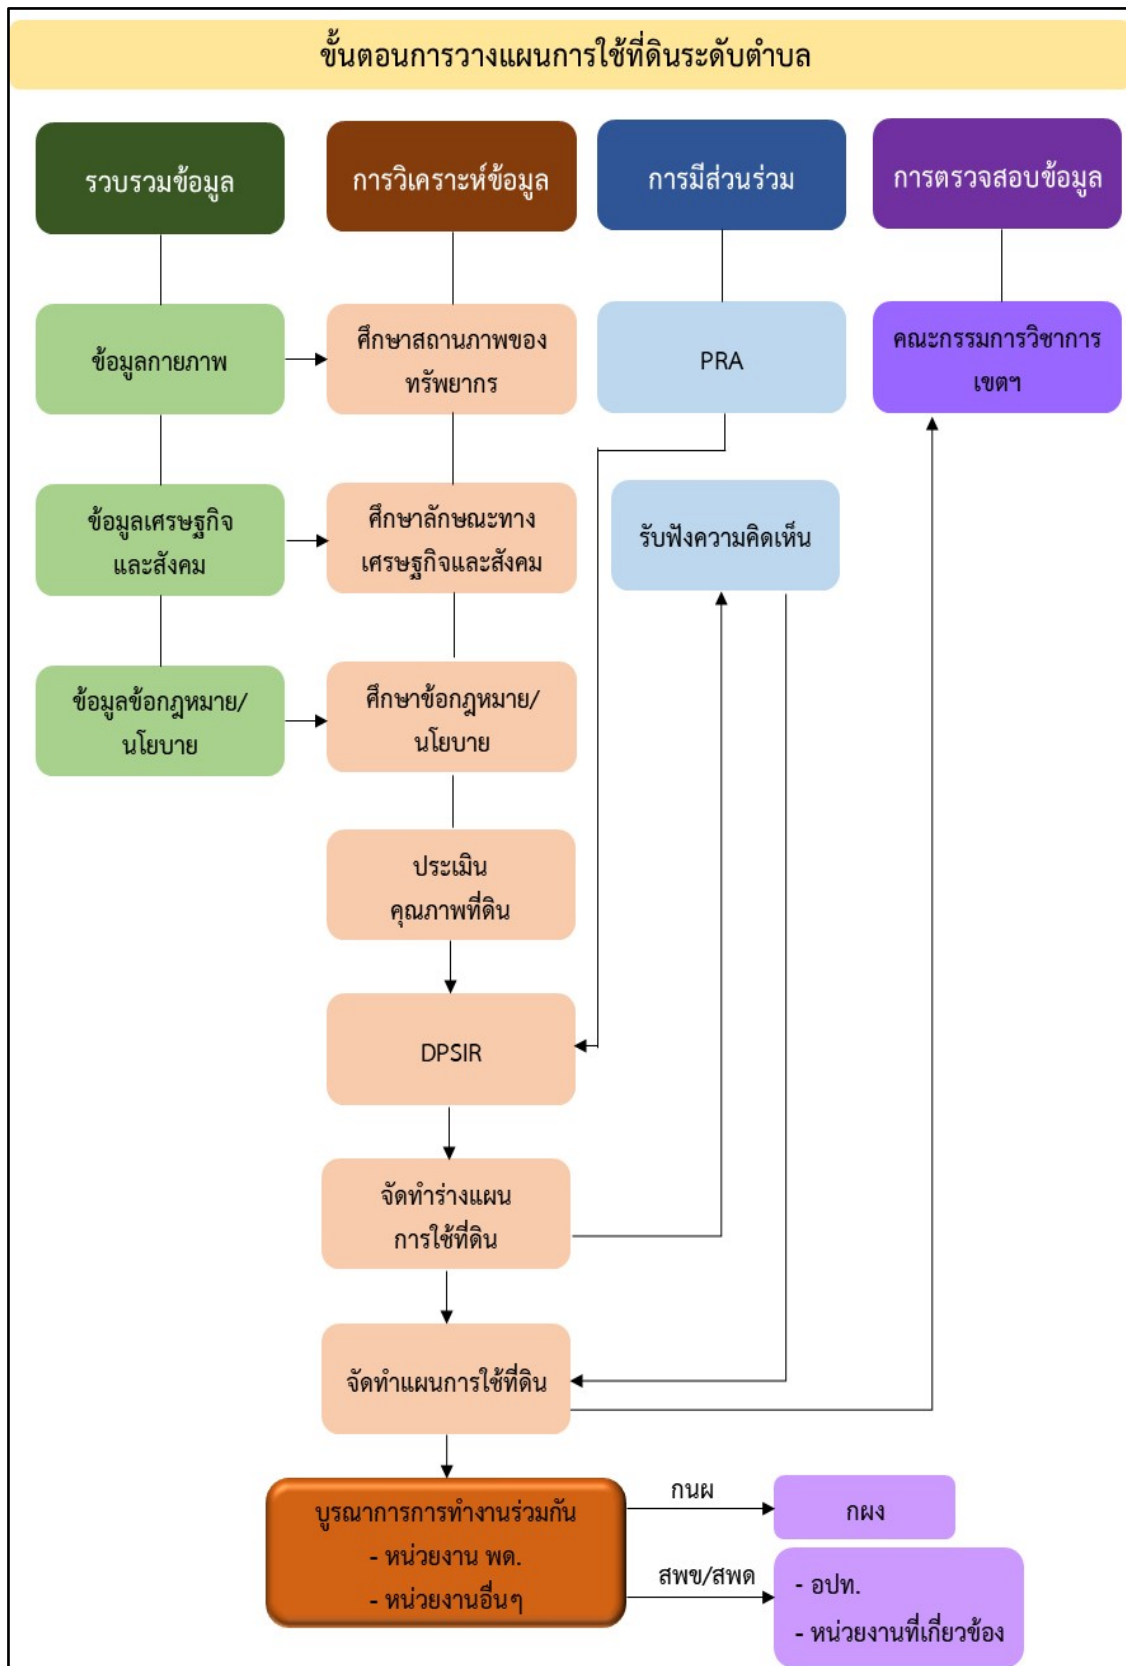 ขั้นตอนการวางแผนการใช้ที่ดินระดับตำบล
รวบรวมข้อมูล
การวิเคราะห์ข้อมูล
การมีส่วนร่วม
การตรวจสอบข้อมูล
ข้อมูลกายภาพ
ศึกษาสถานภาพของ
ทรัพยากร
PRA
คณะกรรมการวิชาการ
เขตฯ
ข้อมูลเศรษฐกิจ
และสังคม
ศึกษาลักษณะทาง
เศรษฐกิจและสังคม
รับฟังความคิดเห็น
ข้อมูลข้อกฎหมาย/
นโยบาย
ศึกษาข้อกฎหมาย/
นโยบาย
ประเมิน
คุณภาพที่ดิน
DPSIR
จัดทำร่างแผน
การใช้ที่ดิน
จัดทำแผนการใช้ที่ดิน
บูรณาการการทำงานร่วมกัน
- หน่วยงาน พด.
- หน่วยงานอื่นๆ
กนผ
กผง
สพข/สพด
- อปท.
- หน่วยงานที่เกี่ยวข้อง